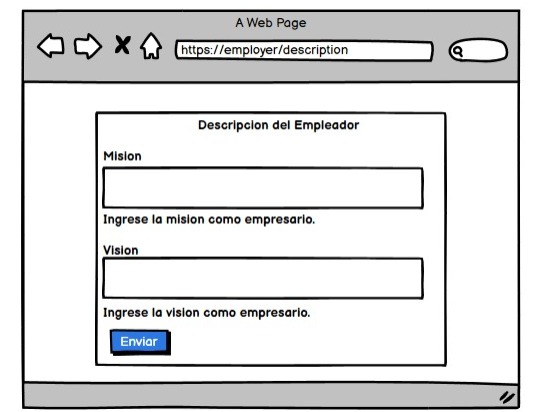 A Web Page
https://employer/description
Descripcion del Empleador
Mision
Ingrese la mision como empresario.
Vision
Ingrese la vision como empresario.
Enviar